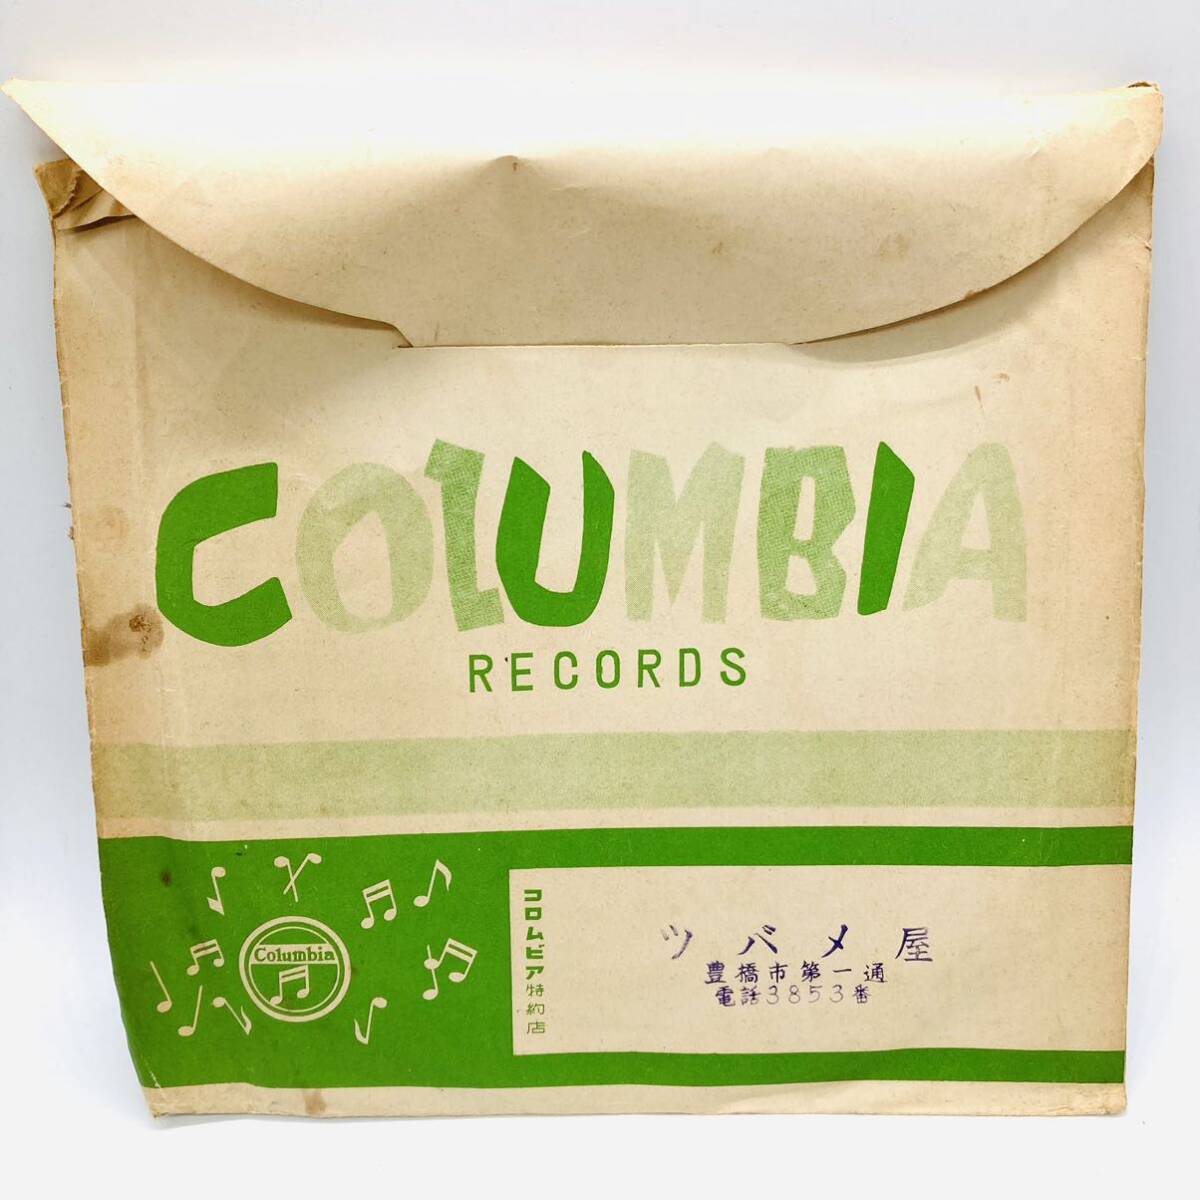 COLUMBIA
RECORDS
Columbia
コロムビア特約店
ツバメ屋
豊橋市第一通
電話3853番